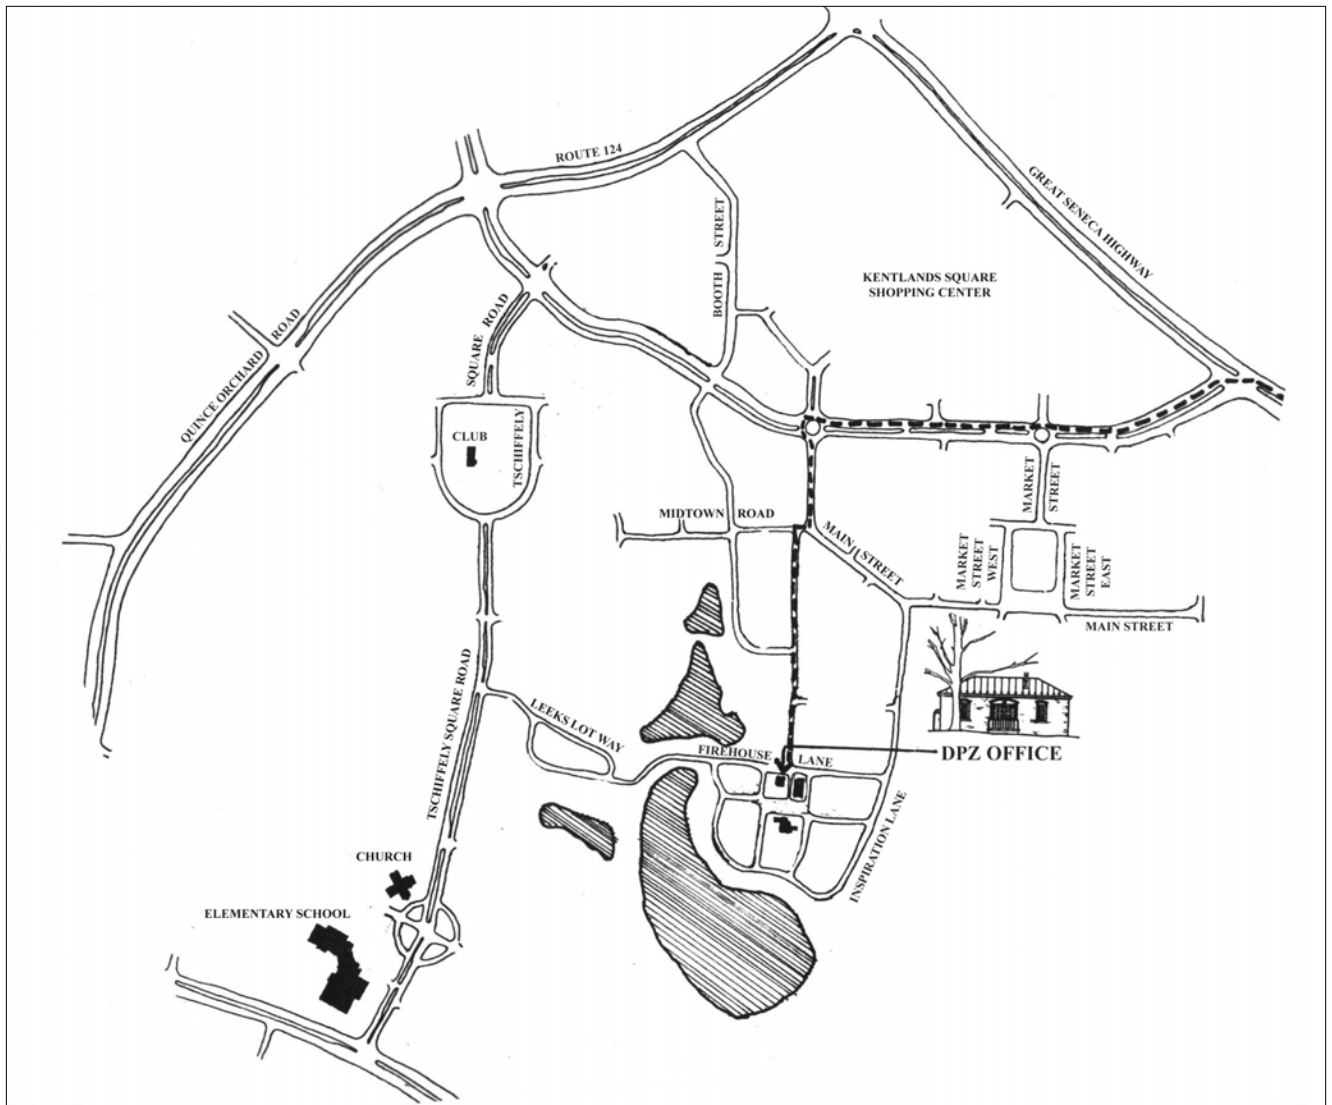 ROUTE 124
GREAT SENECA HIGHWAY
BOOTH STREET
KENTLANDS SQUARE
SHOPPING CENTER
QUINCE ORCHARD ROAD
SQUARE ROAD
TSCHIFFELY
CLUB
MIDTOWN ROAD
MAIN STREET
MARKET STREET
MARKET
STREET
WEST
MARKET
STREET
EAST
MAIN STREET
TSCHIFFELY SQUARE ROAD
LEEKS LOT WAY
FIREHOUSE LANE
DPZ OFFICE
INSPIRATION LANE
CHURCH
ELEMENTARY SCHOOL